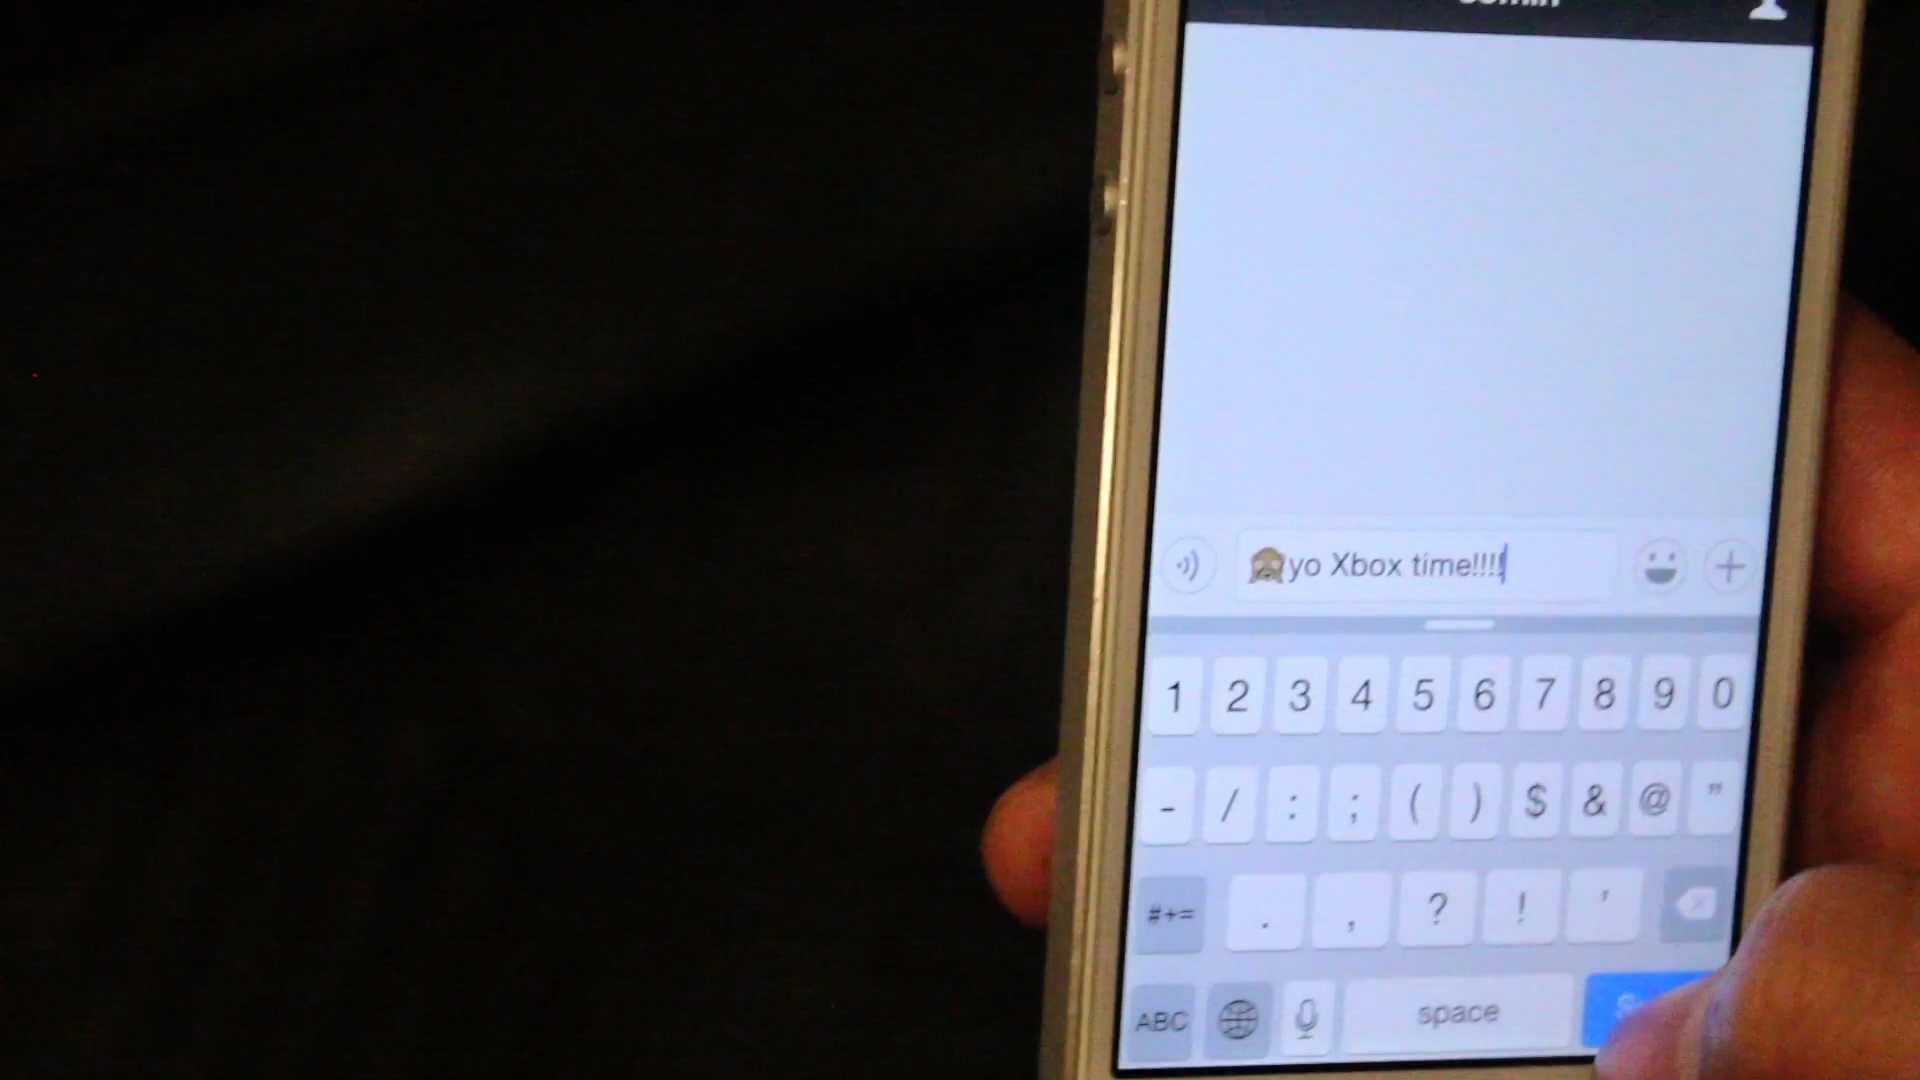 🙈yo Xbox time!!!!
1 2 3 4 5 6 7 8 9 0
- / : ; ( ) $ & @ "
#+= . , ? ! '
ABC space